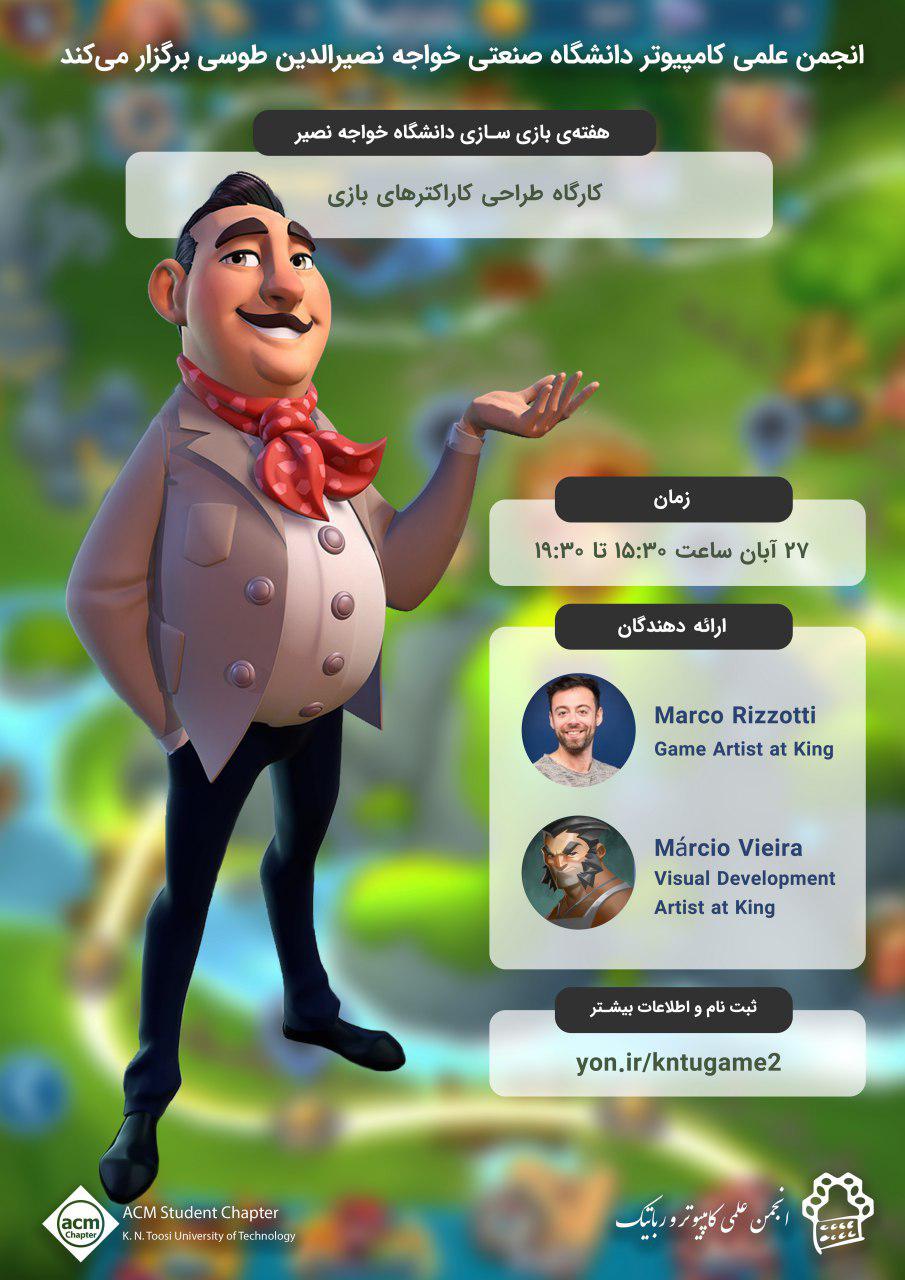 انجمن علمی کامپیوتر دانشگاه صنعتی خواجه نصیرالدین طوسی برگزار می‌کند
هفته‌ی بازی سازی دانشگاه خواجه نصیر
کارگاه طراحی کاراکترهای بازی
زمان
۲۷ آبان ساعت ۱۵:۳۰ تا ۱۹:۳۰
ارائه دهندگان
Marco Rizzotti
Game Artist at King
Márcio Vieira
Visual Development
Artist at King
ثبت نام و اطلاعات بیشتر
yon.ir/kntugame2
acm
Chapter
ACM Student Chapter
K. N. Toosi University of Technology
انجمن علمی کامپیوتر و رباتیک